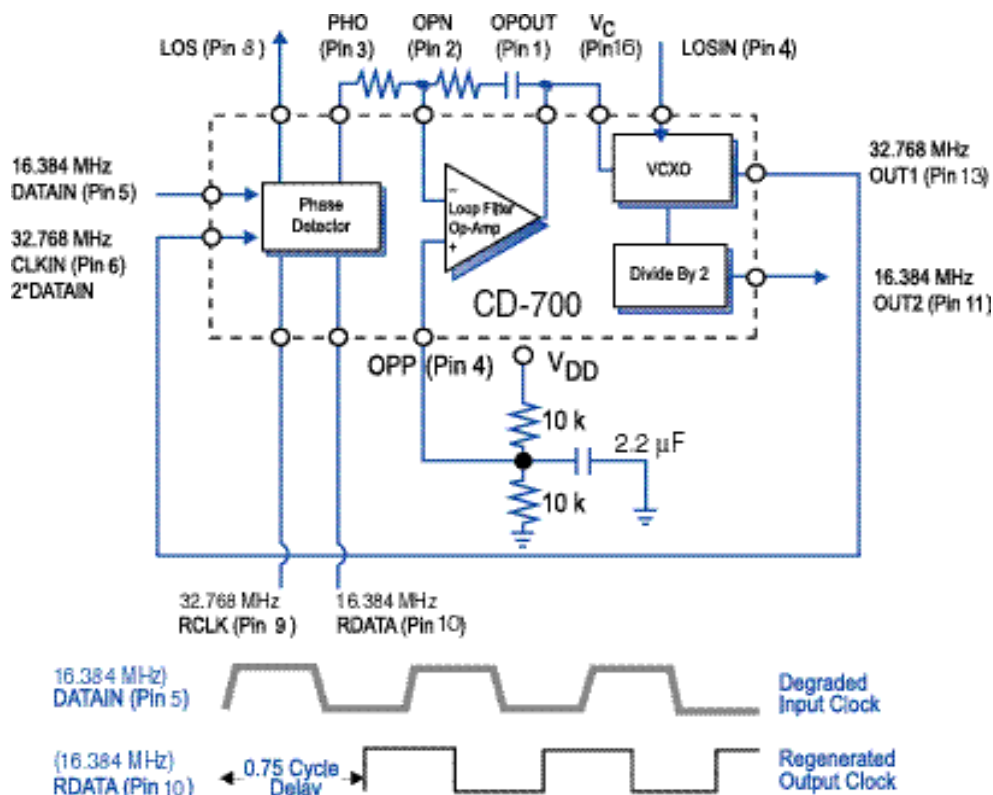 LOS (Pin 8)
PHO
(Pin 3)
OPN
(Pin 2)
OPOUT
(Pin 1)
VC
(Pin16)
LOSIN (Pin 4)
16.384 MHz
DATAIN (Pin 5)
32.768 MHz
CLKIN (Pin 6)
2*DATAIN
Phase
Detector
−
Loop Filter
Op-Amp
+
VCXO
Divide By 2
CD-700
32.768 MHz
OUT1 (Pin 13)
16.384 MHz
OUT2 (Pin 11)
OPP (Pin 4)
VDD
10 k
2.2 µF
10 k
32.768 MHz
RCLK (Pin 9 )
16.384 MHz
RDATA (Pin 10)
16.384 MHz)
DATAIN (Pin 5)
Degraded
Input Clock
(16.384 MHz)
RDATA (Pin 10)
0.75 Cycle
Delay
Regenerated
Output Clock